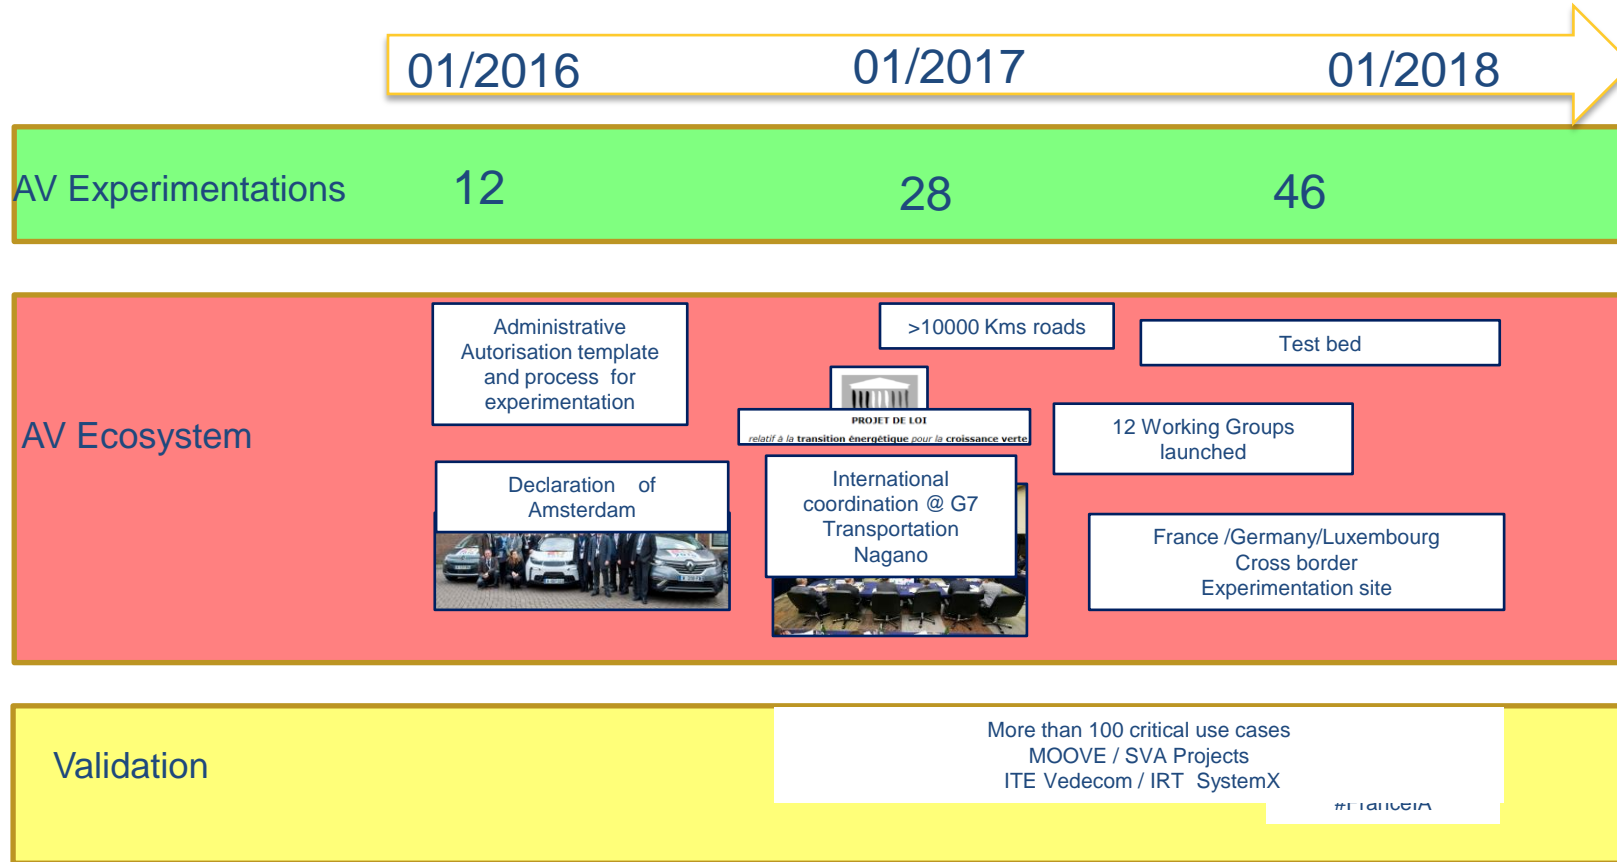 01/2016
01/2017
01/2018
AV Experimentations
12
28
46
AV Ecosystem
Administrative
Autorisation template
and process for
experimentation
>10000 Kms roads
Test bed
PROJET DE LOI
relatif à la transition énergétique pour la croissance verte
12 Working Groups
launched
Declaration of
Amsterdam
International
coordination @ G7
Transportation
Nagano
France /Germany/Luxembourg
Cross border
Experimentation site
Validation
More than 100 critical use cases
MOOVE / SVA Projects
ITE Vedecom / IRT SystemX
#FranceIA